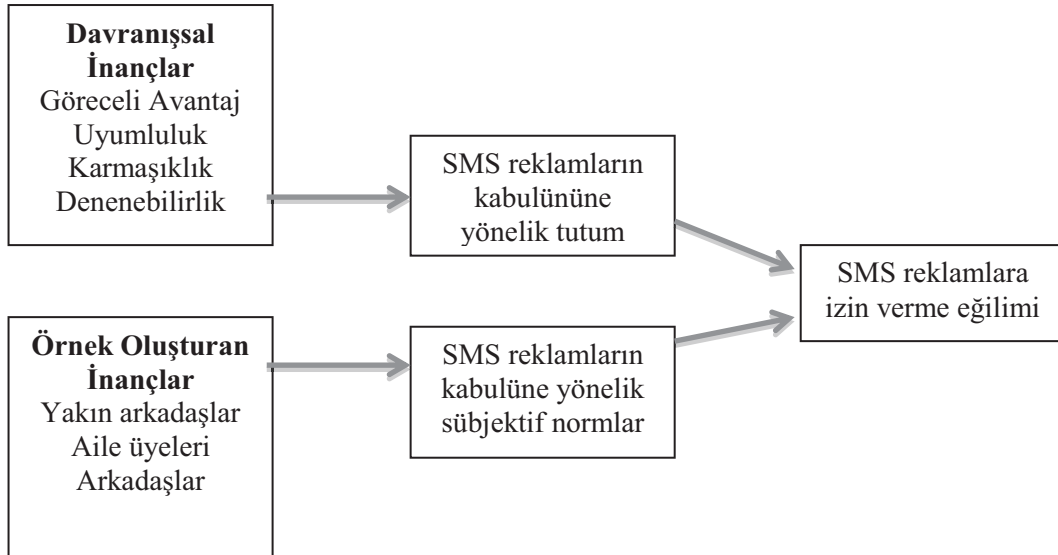 Davranışsal
İnançlar
Göreceli Avantaj
Uyumluluk
Karmaşıklık
Denenebilirlik
SMS reklamların
kabulününe
yönelik tutum
SMS reklamlara
izin verme eğilimi
Örnek Oluşturan
İnançlar
Yakın arkadaşlar
Aile üyeleri
Arkadaşlar
SMS reklamların
kabulüne yönelik
sübjektif normlar